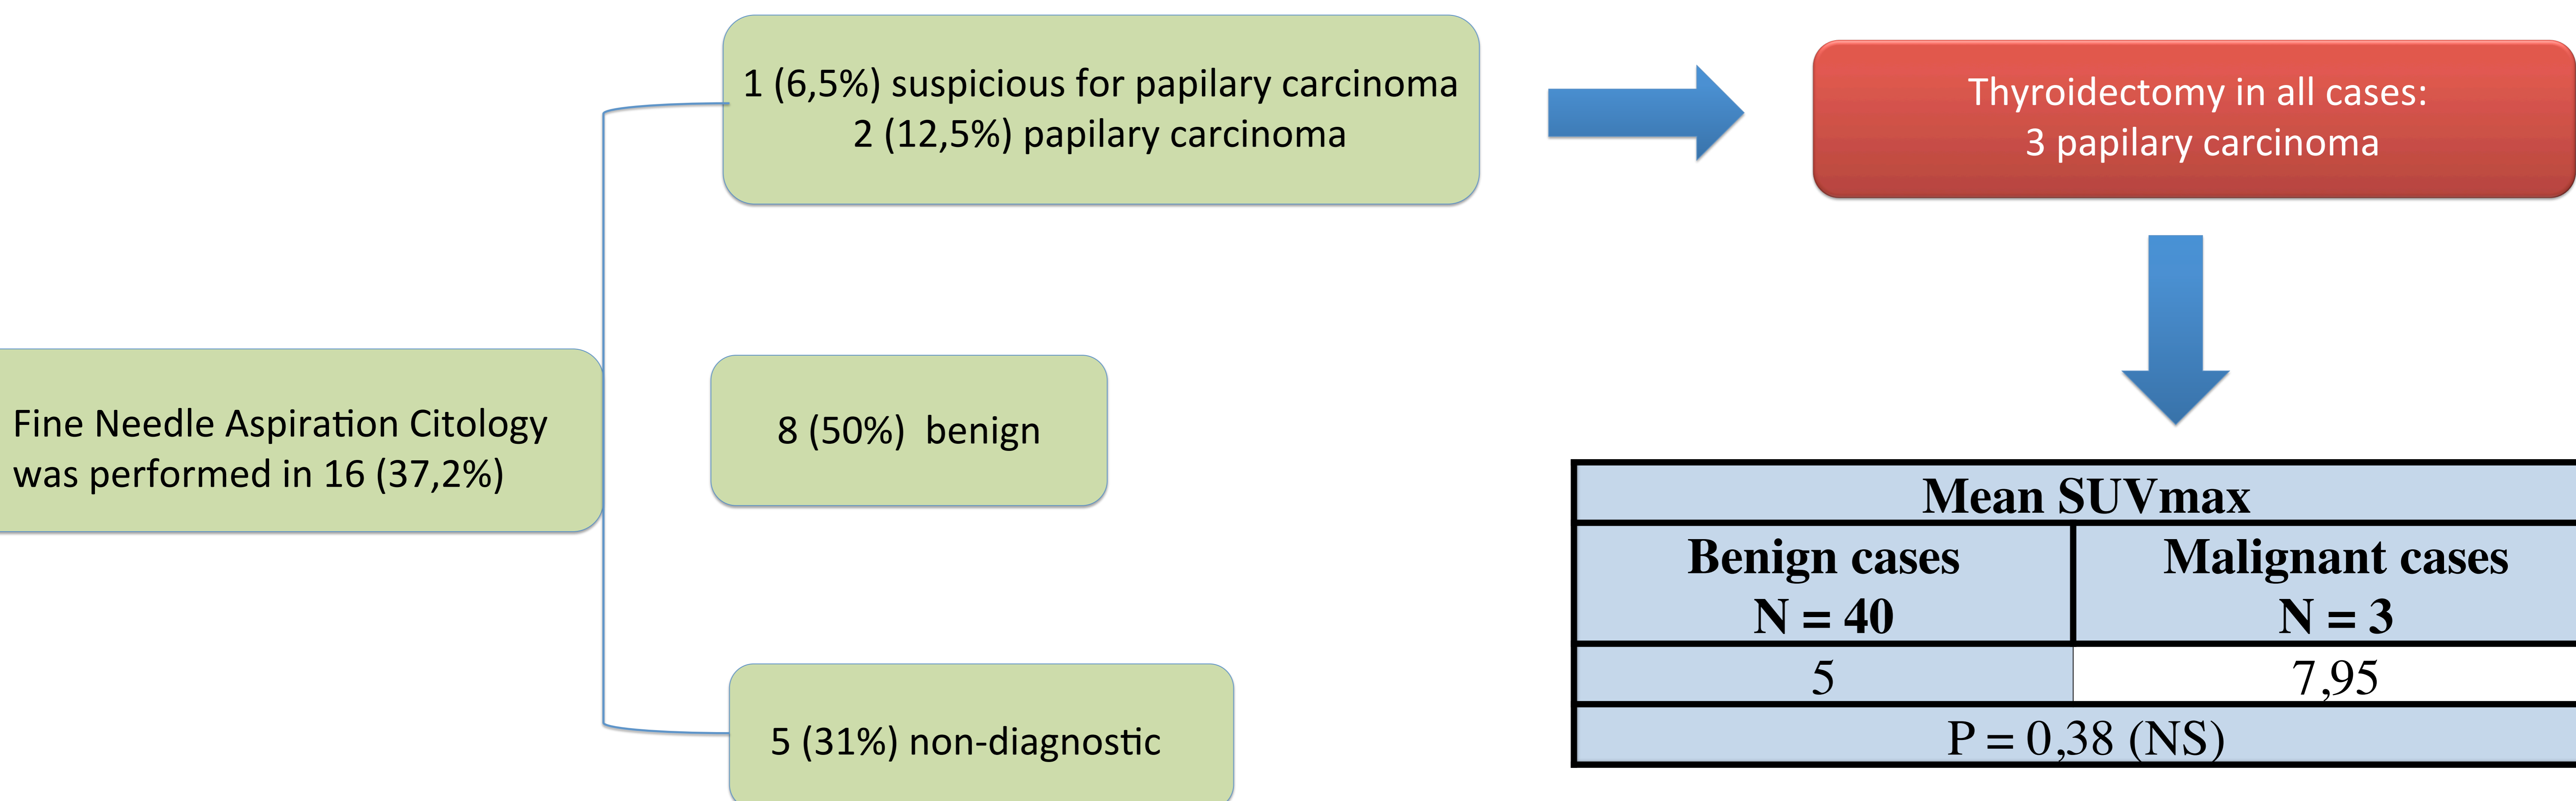 1 (6,5%) suspicious for papilary carcinoma
2 (12,5%) papilary carcinoma
Thyroidectomy in all cases:
3 papilary carcinoma
Fine Needle Aspiration Citology
was performed in 16 (37,2%)
8 (50%) benign
5 (31%) non-diagnostic
Mean SUVmax
Benign cases
N = 40
Malignant cases
N = 3
5
7,95
P = 0,38 (NS)